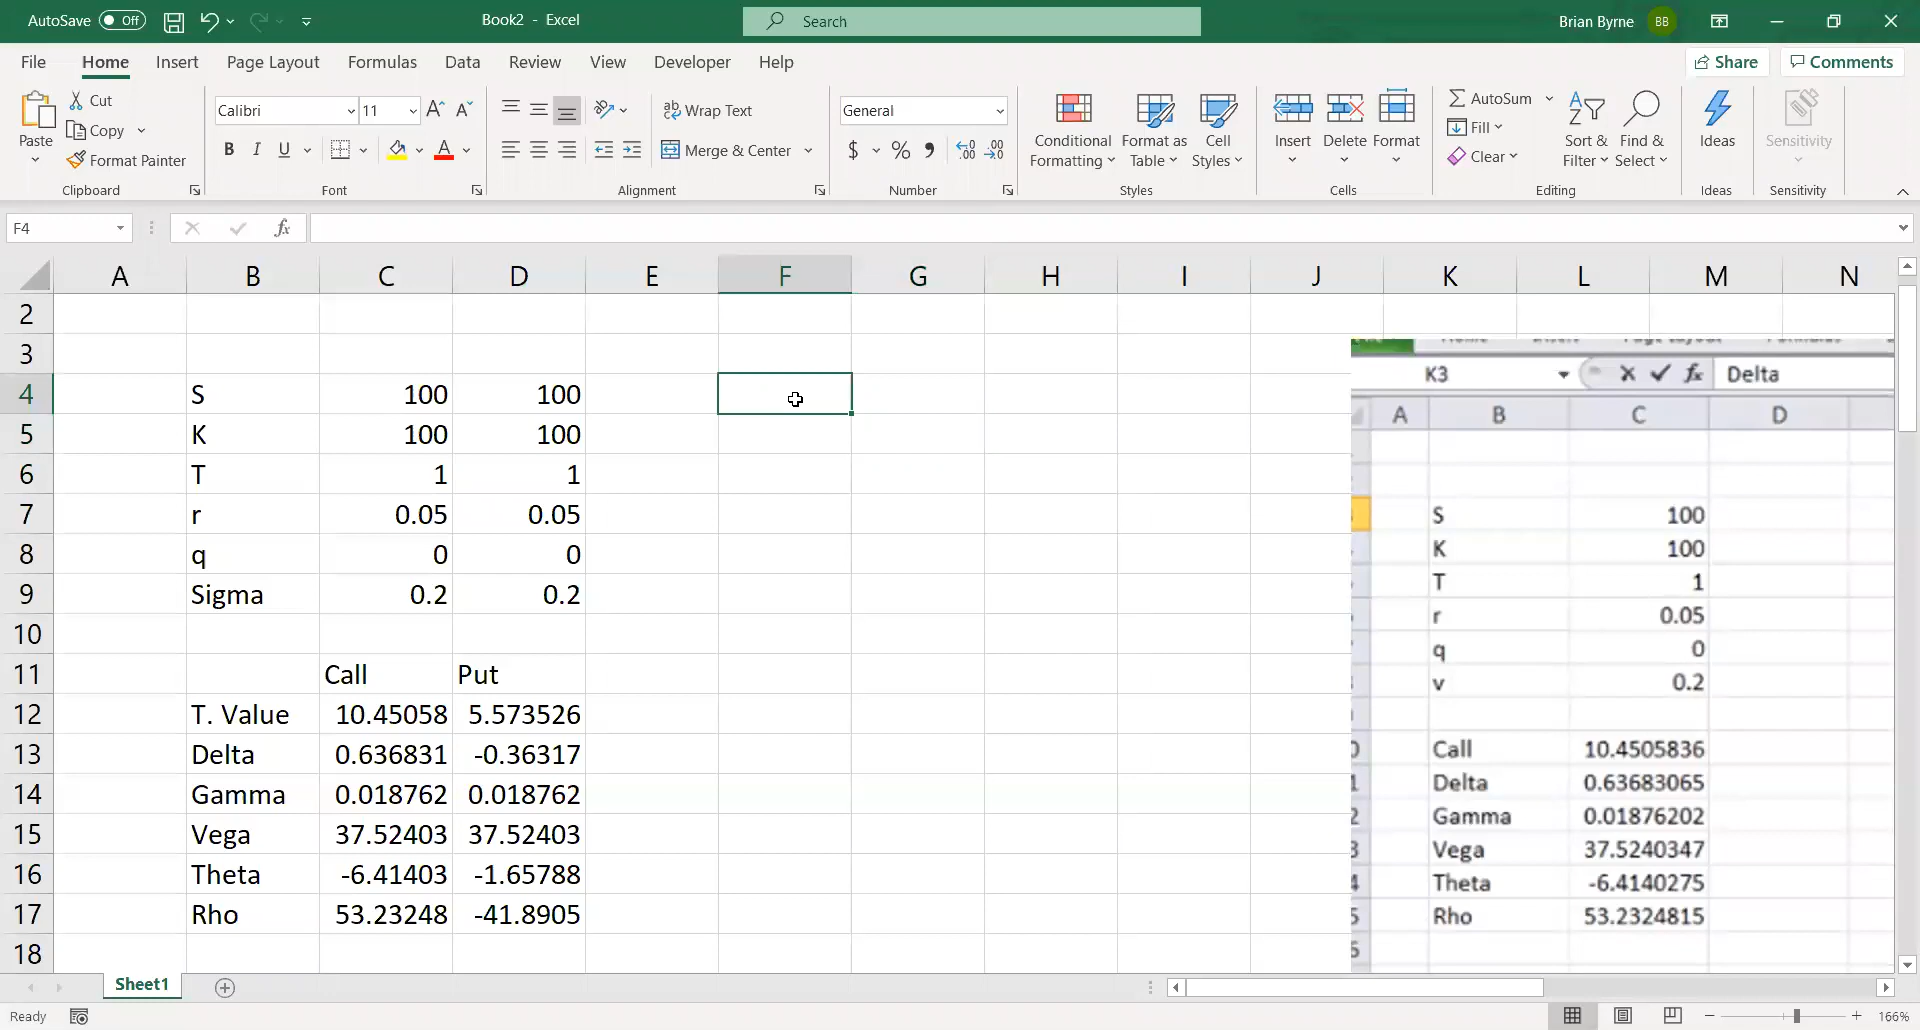 AutoSave Off Book2 - Excel Search Brian Byrne BB
File Home Insert Page Layout Formulas Data Review View Developer Help Share Comments
Paste Cut Copy Format Painter Clipboard
Calibri 11 B I U A Font
Wrap Text Merge & Center Alignment
General $ % Number
Conditional Formatting Format as Table Cell Styles Styles
Insert Delete Format Cells
AutoSum Fill Clear Sort & Filter Find & Select Editing
Ideas Ideas
Sensitivity Sensitivity
F4 fx
A B C D E F G H I J K L M N
2
3
4 S 100 100
5 K 100 100
6 T 1 1
7 r 0.05 0.05
8 q 0 0
9 Sigma 0.2 0.2
10
11 Call Put
12 T. Value 10.45058 5.573526
13 Delta 0.636831 -0.36317
14 Gamma 0.018762 0.018762
15 Vega 37.52403 37.52403
16 Theta -6.41403 -1.65788
17 Rho 53.23248 -41.8905
18
K3 fx Delta
A B C D
S 100
K 100
T 1
r 0.05
q 0
v 0.2
Call 10.4505836
Delta 0.63683065
Gamma 0.01876202
Vega 37.5240347
Theta -6.4140275
Rho 53.2324815
Sheet1
Ready 166%